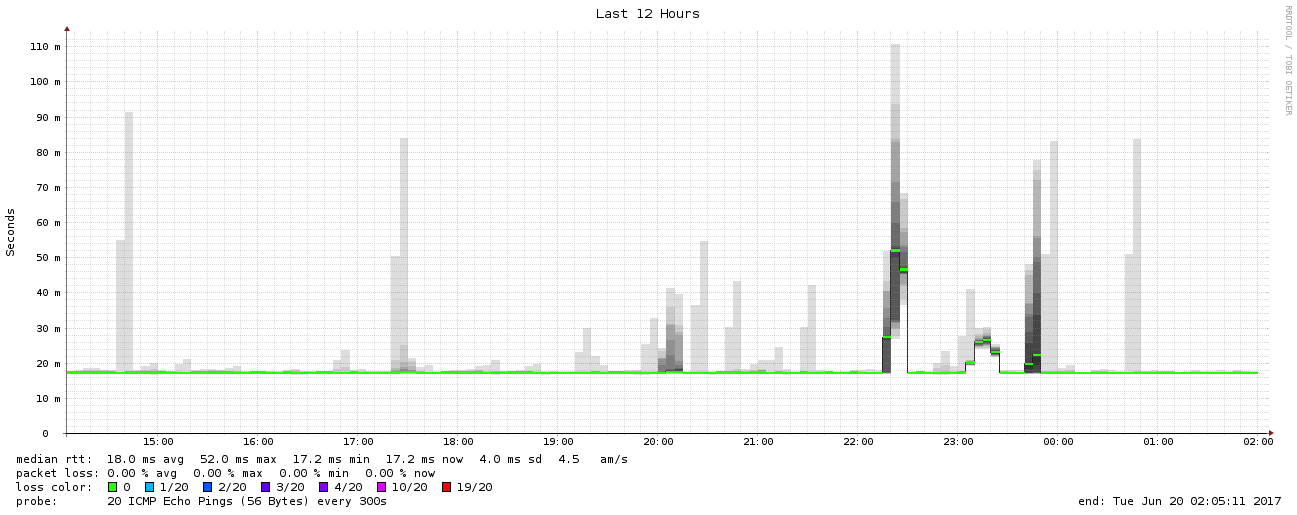 Last 12 Hours
RRDTOOL / TOBI OETIKER
Seconds
110 m
100 m
90 m
80 m
70 m
60 m
50 m
40 m
30 m
20 m
10 m
0
15:00 16:00 17:00 18:00 19:00 20:00 21:00 22:00 23:00 00:00 01:00 02:00
median rtt: 18.0 ms avg 52.0 ms max 17.2 ms min 17.2 ms now 4.0 ms sd 4.5 am/s
packet loss: 0.00 % avg 0.00 % max 0.00 % min 0.00 % now
loss color: 0 1/20 2/20 3/20 4/20 10/20 19/20
probe: 20 ICMP Echo Pings (56 Bytes) every 300s end: Tue Jun 20 02:05:11 2017